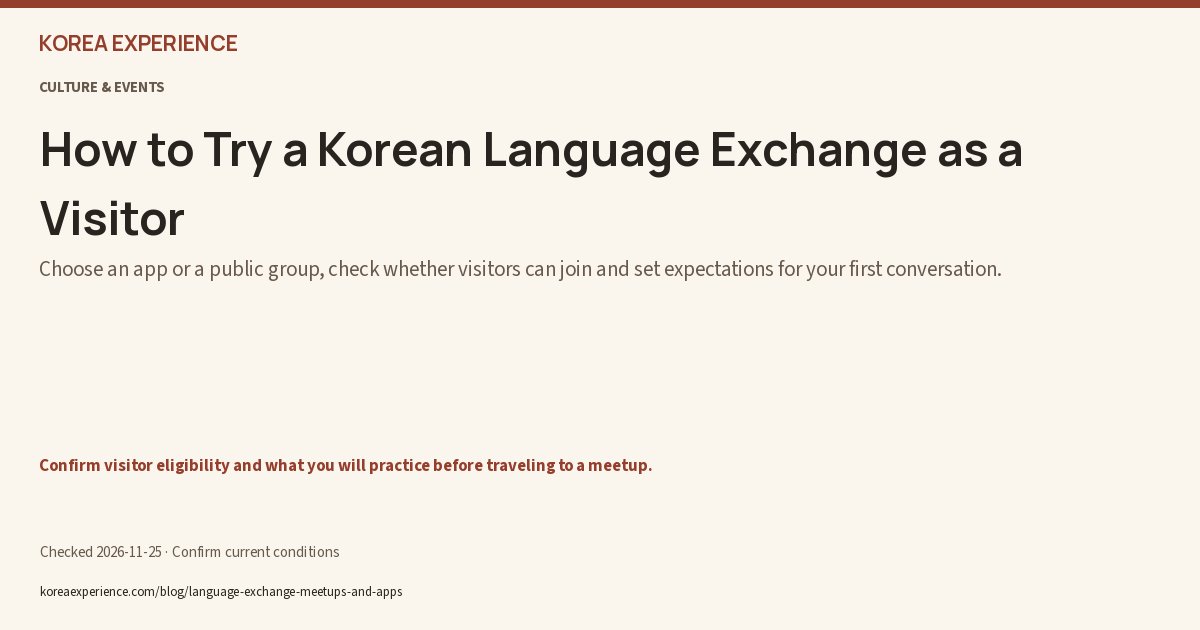 KOREA EXPERIENCE
CULTURE & EVENTS
How to Try a Korean Language Exchange as a
Visitor
Choose an app or a public group, check whether visitors can join and set expectations for your first conversation.
Confirm visitor eligibility and what you will practice before traveling to a meetup.
Checked 2026-11-25 · Confirm current conditions
koreaexperience.com/blog/language-exchange-meetups-and-apps